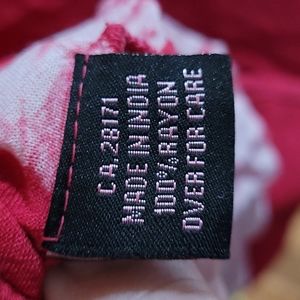 CA. 28171
MADE IN INDIA
100% RAYON
OVER FOR CARE